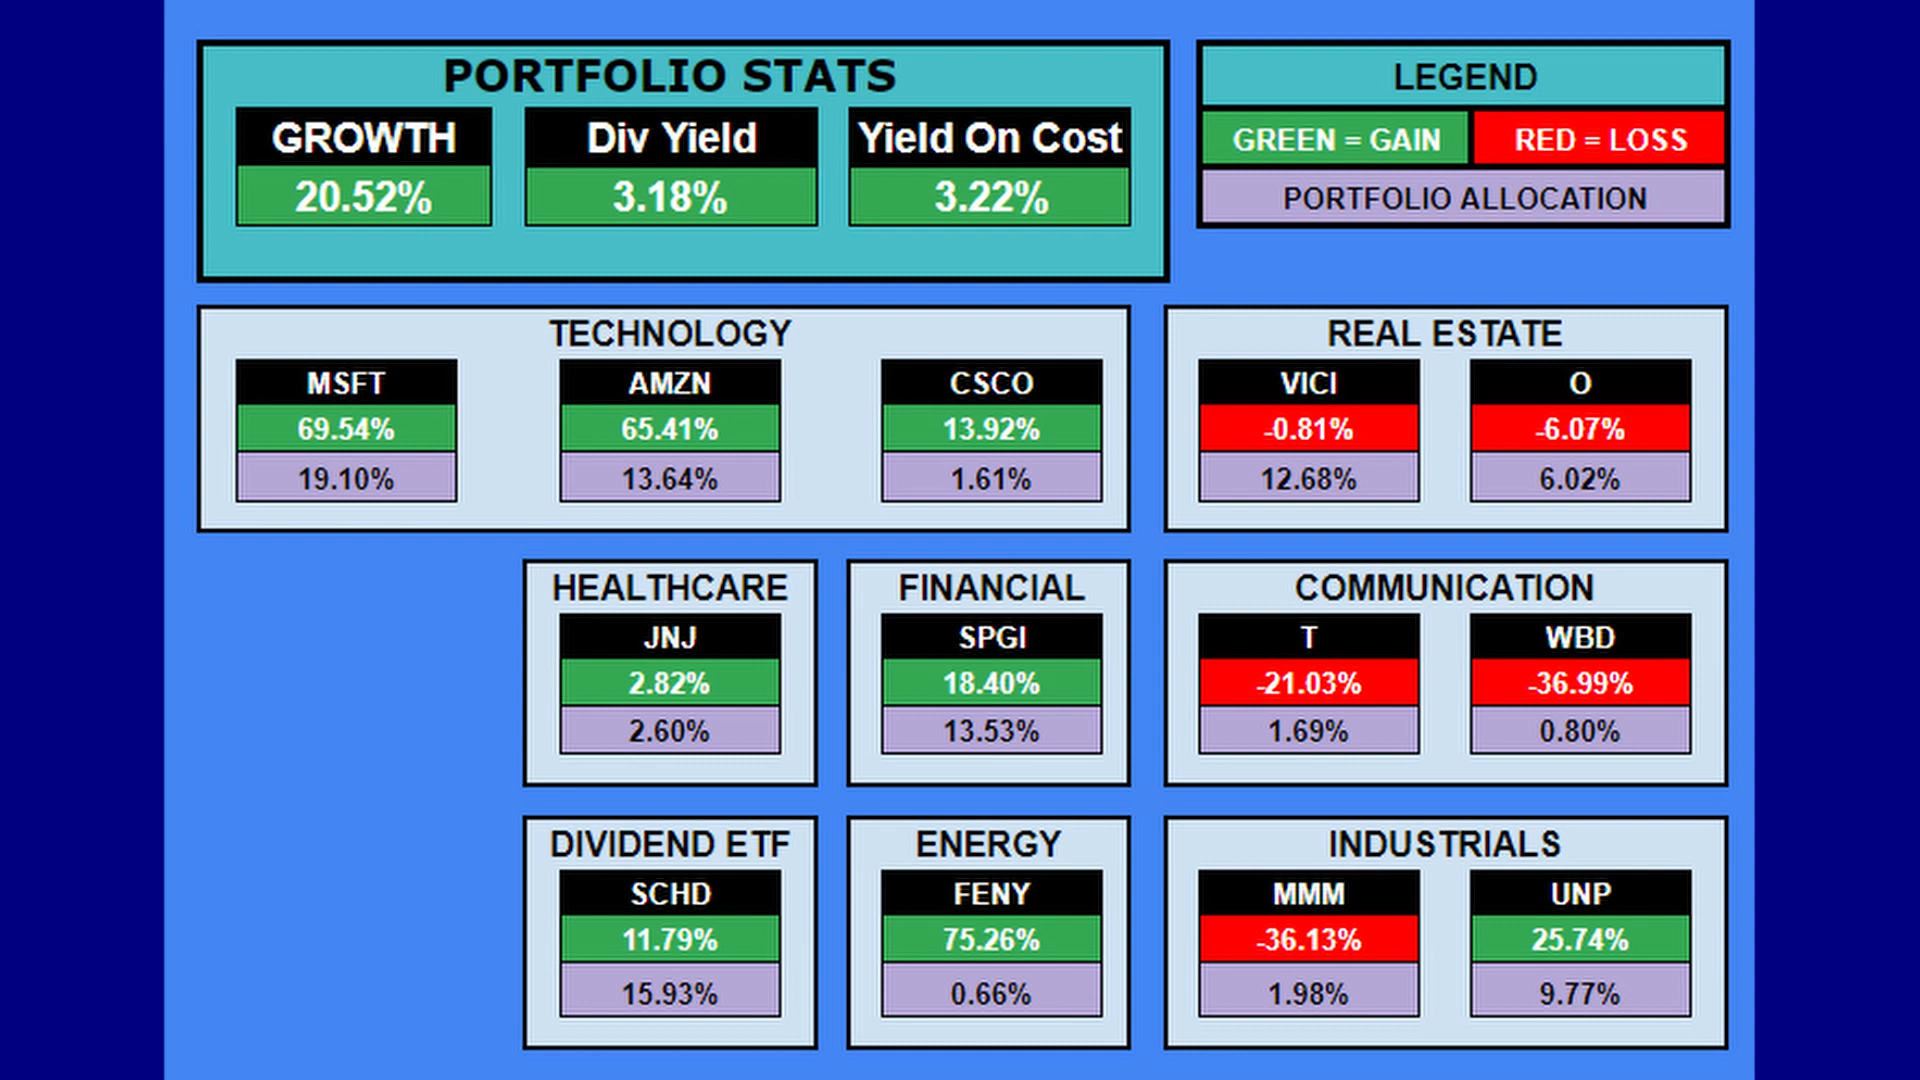 PORTFOLIO STATS
GROWTH Div Yield Yield On Cost
20.52% 3.18% 3.22%
LEGEND
GREEN = GAIN RED = LOSS
PORTFOLIO ALLOCATION
TECHNOLOGY
MSFT AMZN CSCO
69.54% 65.41% 13.92%
19.10% 13.64% 1.61%
REAL ESTATE
VICI O
-0.81% -6.07%
12.68% 6.02%
HEALTHCARE
JNJ
2.82%
2.60%
FINANCIAL
SPGI
18.40%
13.53%
COMMUNICATION
T WBD
-21.03% -36.99%
1.69% 0.80%
DIVIDEND ETF
SCHD
11.79%
15.93%
ENERGY
FENY
75.26%
0.66%
INDUSTRIALS
MMM UNP
-36.13% 25.74%
1.98% 9.77%